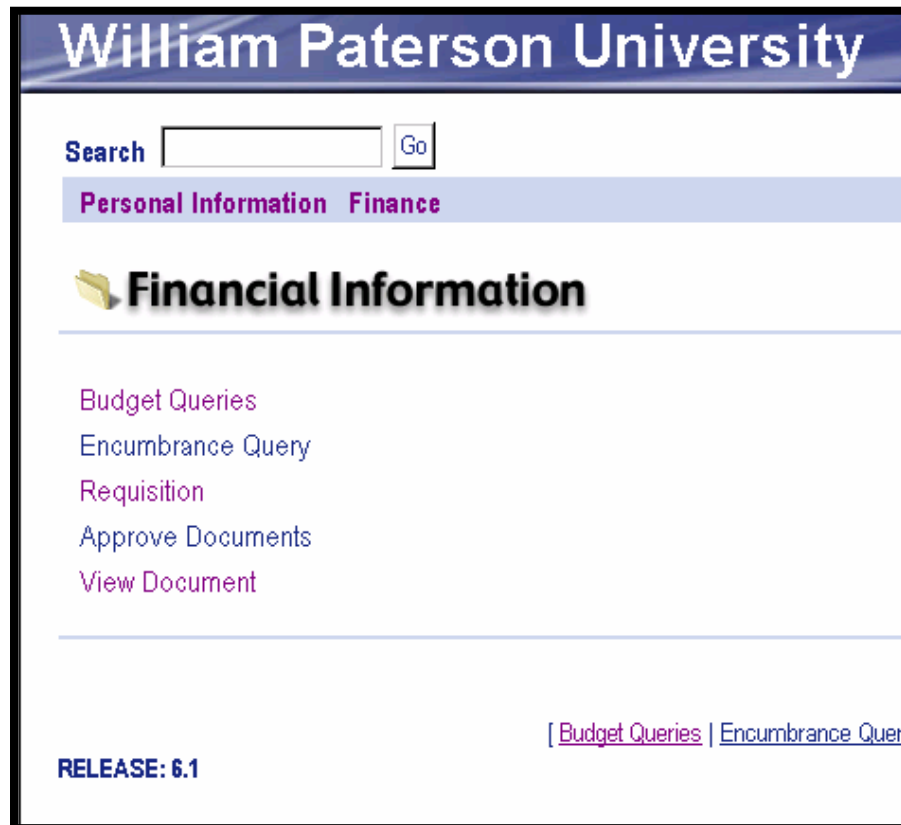 William Paterson University
Search Go
Personal Information Finance
Financial Information
Budget Queries
Encumbrance Query
Requisition
Approve Documents
View Document
[ Budget Queries | Encumbrance Quer
RELEASE: 6.1